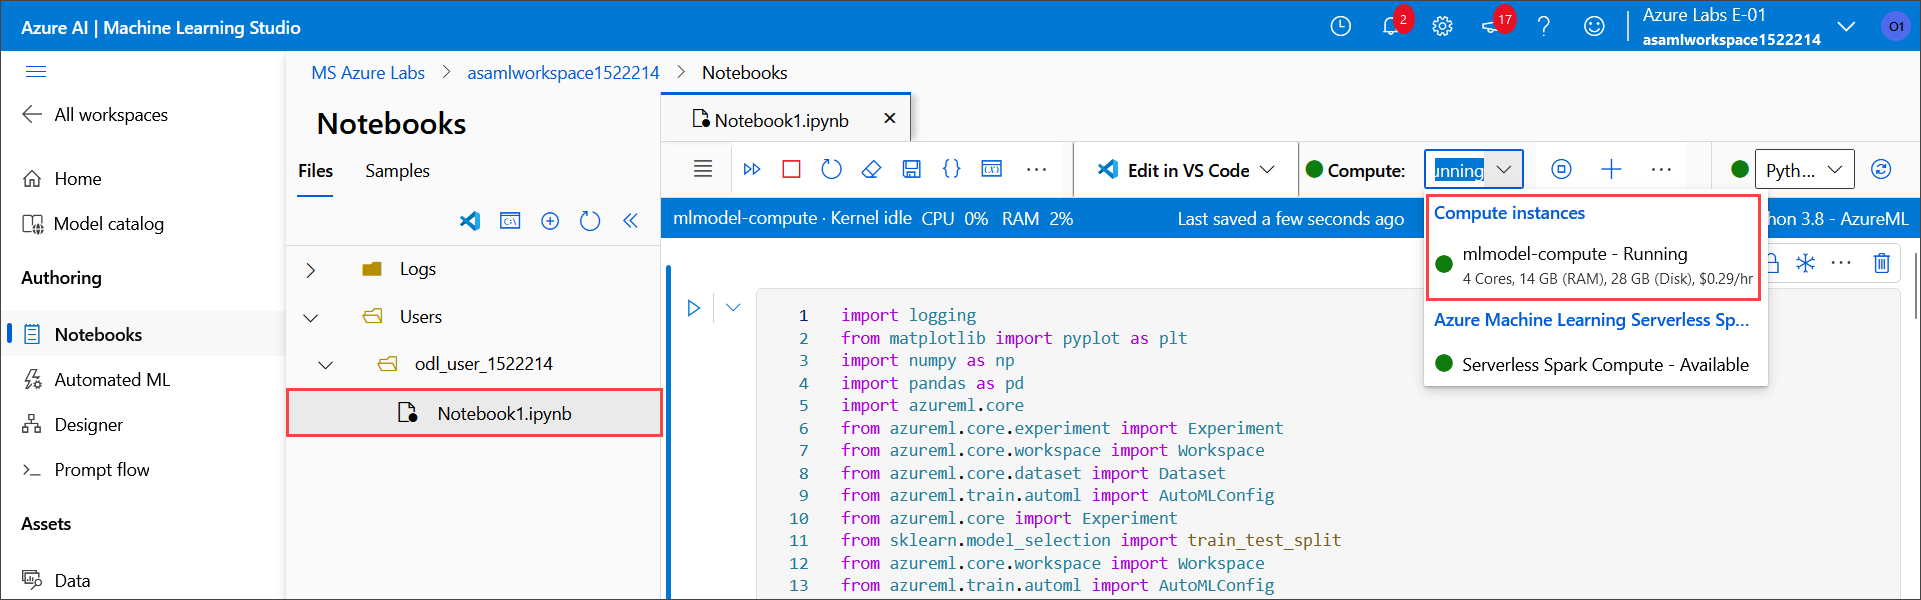 Azure AI | Machine Learning Studio
2
17
Azure Labs E-01
asamlworkspace1522214
O1
All workspaces
Home
Model catalog
Authoring
Notebooks
Automated ML
Designer
Prompt flow
Assets
Data
MS Azure Labs > asamlworkspace1522214 > Notebooks
Notebooks
Files Samples
Logs
Users
odl_user_1522214
Notebook1.ipynb
Notebook1.ipynb
Edit in VS Code
Compute:
unning
Pyth...
mlmodel-compute · Kernel idle CPU 0% RAM 2%
Last saved a few seconds ago
hon 3.8 - AzureML
Compute instances
mlmodel-compute - Running
4 Cores, 14 GB (RAM), 28 GB (Disk), $0.29/hr
Azure Machine Learning Serverless Sp...
Serverless Spark Compute - Available
1 import logging
2 from matplotlib import pyplot as plt
3 import numpy as np
4 import pandas as pd
5 import azureml.core
6 from azureml.core.experiment import Experiment
7 from azureml.core.workspace import Workspace
8 from azureml.core.dataset import Dataset
9 from azureml.train.automl import AutoMLConfig
10 from azureml.core import Experiment
11 from sklearn.model_selection import train_test_split
12 from azureml.core.workspace import Workspace
13 from azureml.train.automl import AutoMLConfig